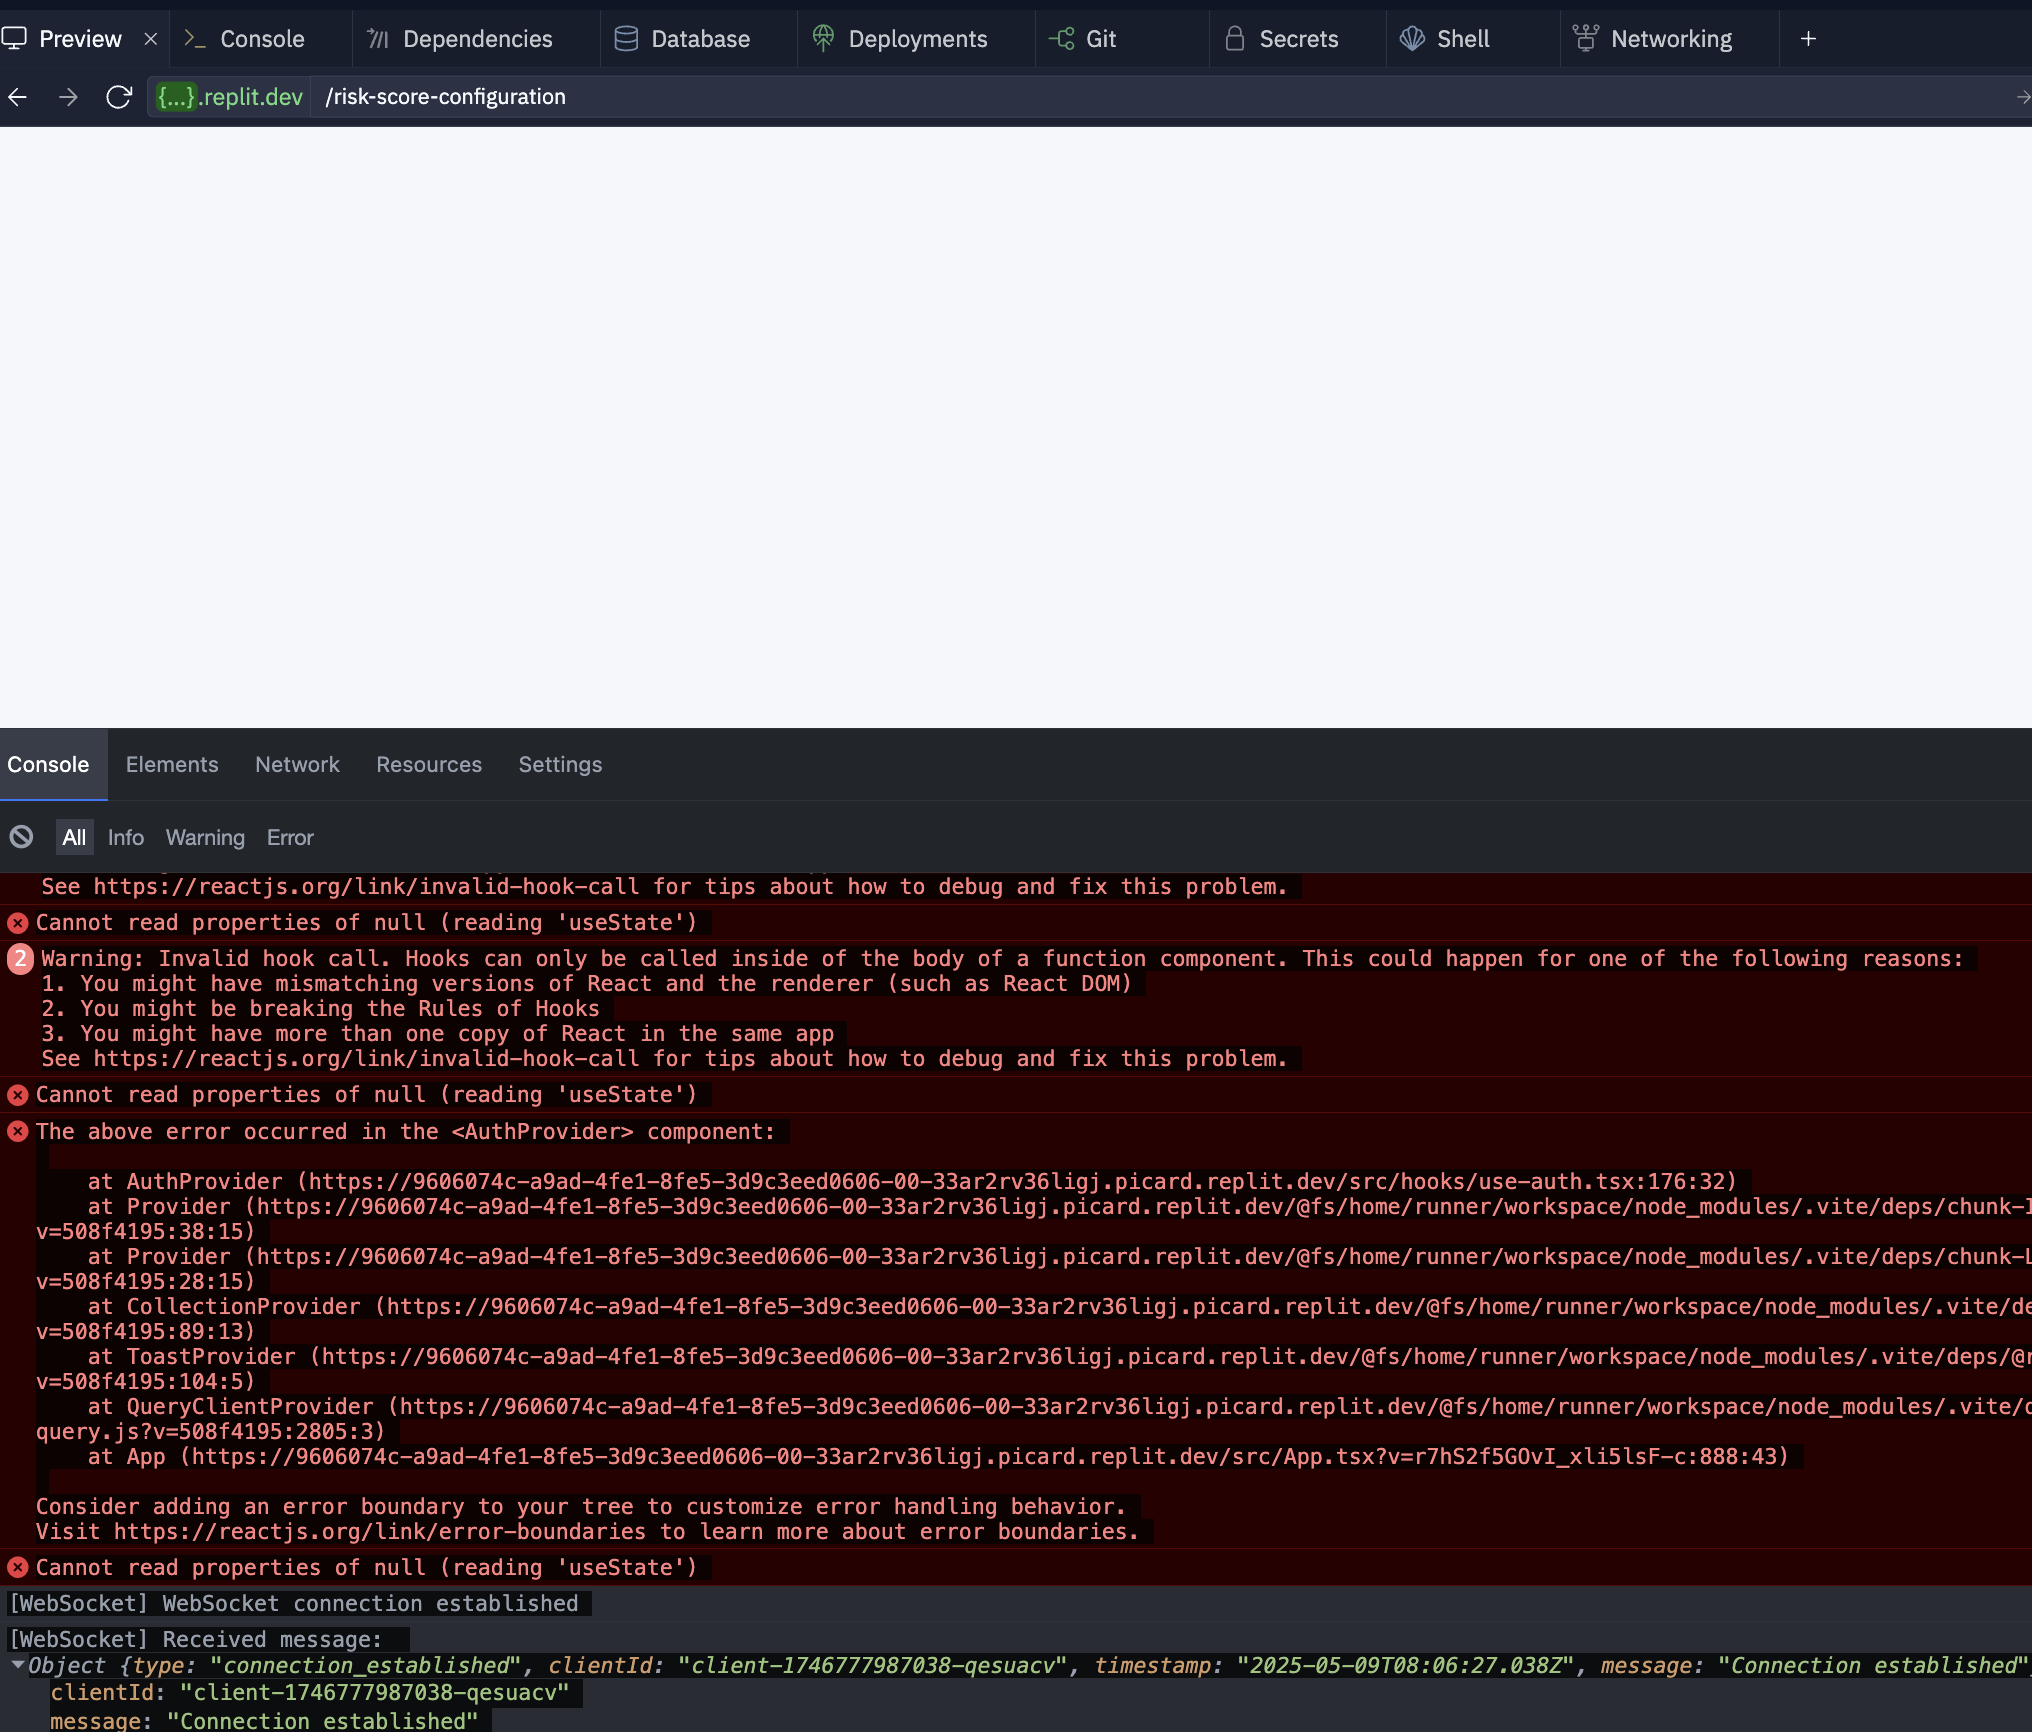 Preview
Console
Dependencies
Database
Deployments
Git
Secrets
Shell
Networking
{...}.replit.dev /risk-score-configuration
Console Elements Network Resources Settings
All Info Warning Error
See https://reactjs.org/link/invalid-hook-call for tips about how to debug and fix this problem.
Cannot read properties of null (reading 'useState')
2 Warning: Invalid hook call. Hooks can only be called inside of the body of a function component. This could happen for one of the following reasons:
1. You might have mismatching versions of React and the renderer (such as React DOM)
2. You might be breaking the Rules of Hooks
3. You might have more than one copy of React in the same app
See https://reactjs.org/link/invalid-hook-call for tips about how to debug and fix this problem.
Cannot read properties of null (reading 'useState')
The above error occurred in the <AuthProvider> component:
at AuthProvider (https://9606074c-a9ad-4fe1-8fe5-3d9c3eed0606-00-33ar2rv36ligj.picard.replit.dev/src/hooks/use-auth.tsx:176:32)
at Provider (https://9606074c-a9ad-4fe1-8fe5-3d9c3eed0606-00-33ar2rv36ligj.picard.replit.dev/@fs/home/runner/workspace/node_modules/.vite/deps/chunk-
v=508f4195:38:15)
at Provider (https://9606074c-a9ad-4fe1-8fe5-3d9c3eed0606-00-33ar2rv36ligj.picard.replit.dev/@fs/home/runner/workspace/node_modules/.vite/deps/chunk-
v=508f4195:28:15)
at CollectionProvider (https://9606074c-a9ad-4fe1-8fe5-3d9c3eed0606-00-33ar2rv36ligj.picard.replit.dev/@fs/home/runner/workspace/node_modules/.vite/de
v=508f4195:89:13)
at ToastProvider (https://9606074c-a9ad-4fe1-8fe5-3d9c3eed0606-00-33ar2rv36ligj.picard.replit.dev/@fs/home/runner/workspace/node_modules/.vite/deps/@r
v=508f4195:104:5)
at QueryClientProvider (https://9606074c-a9ad-4fe1-8fe5-3d9c3eed0606-00-33ar2rv36ligj.picard.replit.dev/@fs/home/runner/workspace/node_modules/.vite/
query.js?v=508f4195:2805:3)
at App (https://9606074c-a9ad-4fe1-8fe5-3d9c3eed0606-00-33ar2rv36ligj.picard.replit.dev/src/App.tsx?v=r7hS2f5GOvI_xli5lsF-c:888:43)
Consider adding an error boundary to your tree to customize error handling behavior.
Visit https://reactjs.org/link/error-boundaries to learn more about error boundaries.
Cannot read properties of null (reading 'useState')
[WebSocket] WebSocket connection established
[WebSocket] Received message:
Object {type: "connection_established", clientId: "client-1746777987038-qesuacv", timestamp: "2025-05-09T08:06:27.038Z", message: "Connection established"
clientId: "client-1746777987038-qesuacv"
message: "Connection established"